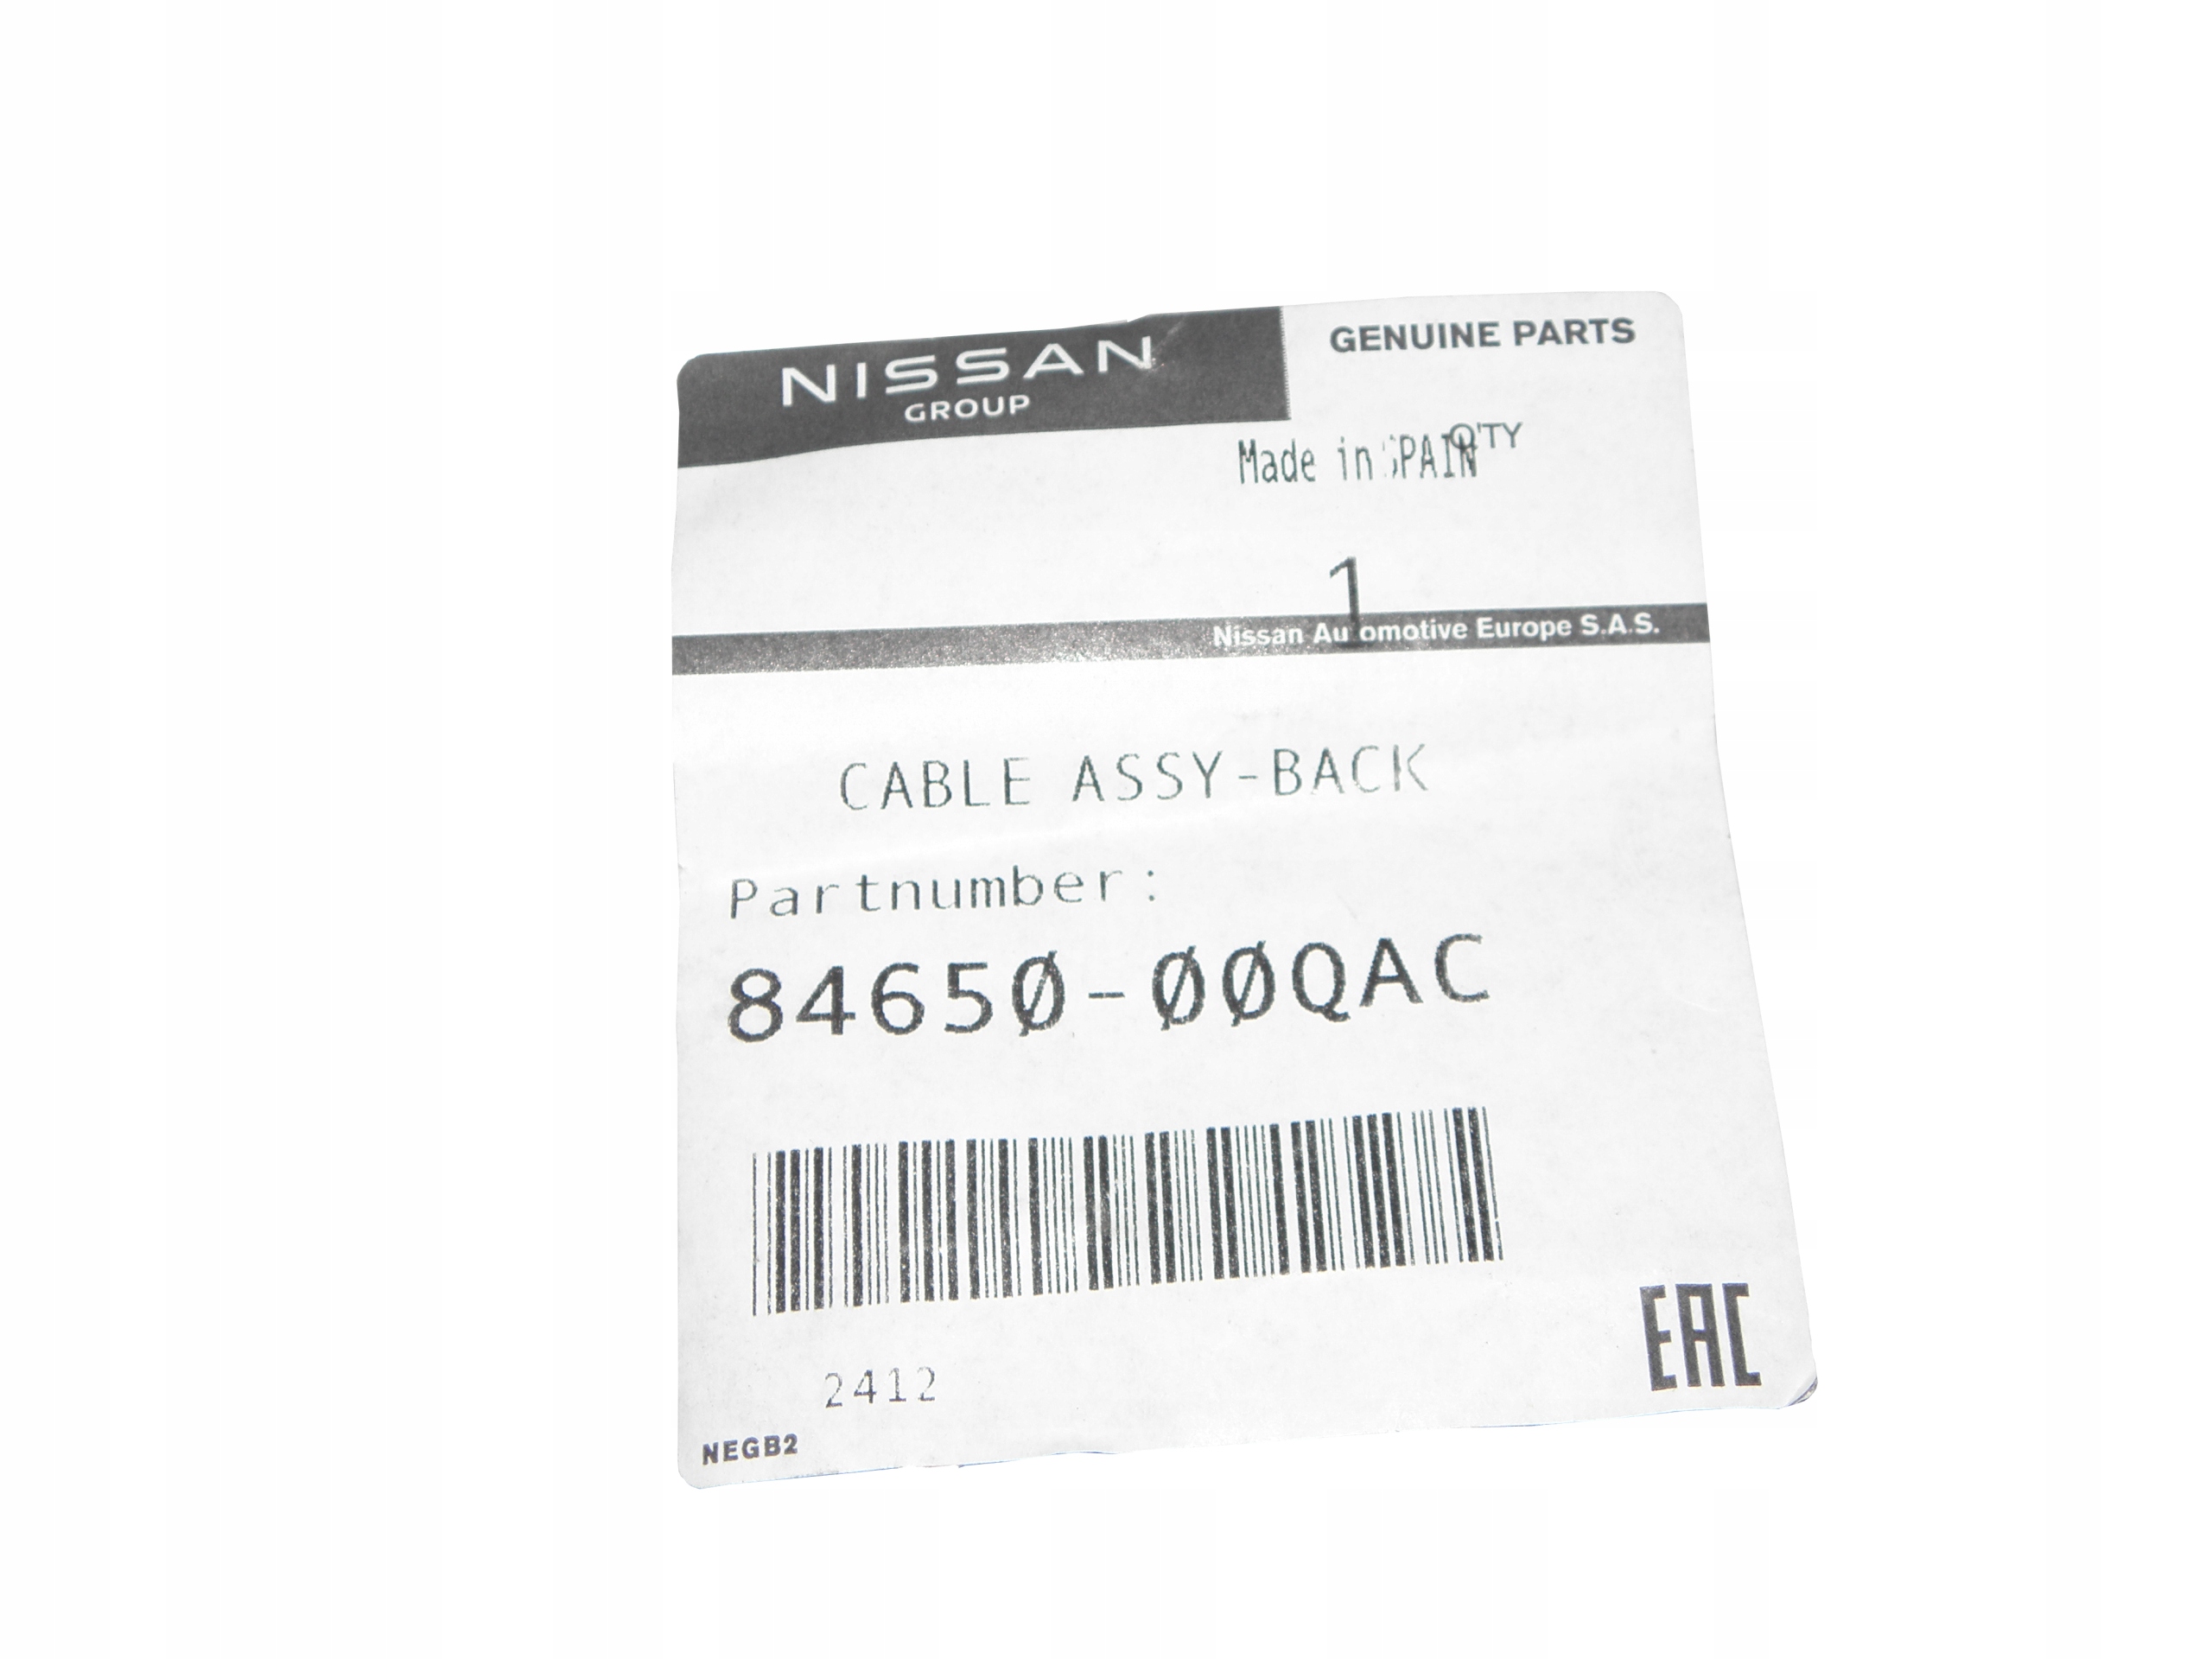 NISSAN
GROUP
GENUINE PARTS
Q'TY
Made in SPAIN
1
Nissan Automotive Europe S.A.S.
CABLE ASSY-BACK
Partnumber:
84650-00QAC
2412
NEGB2
EAC